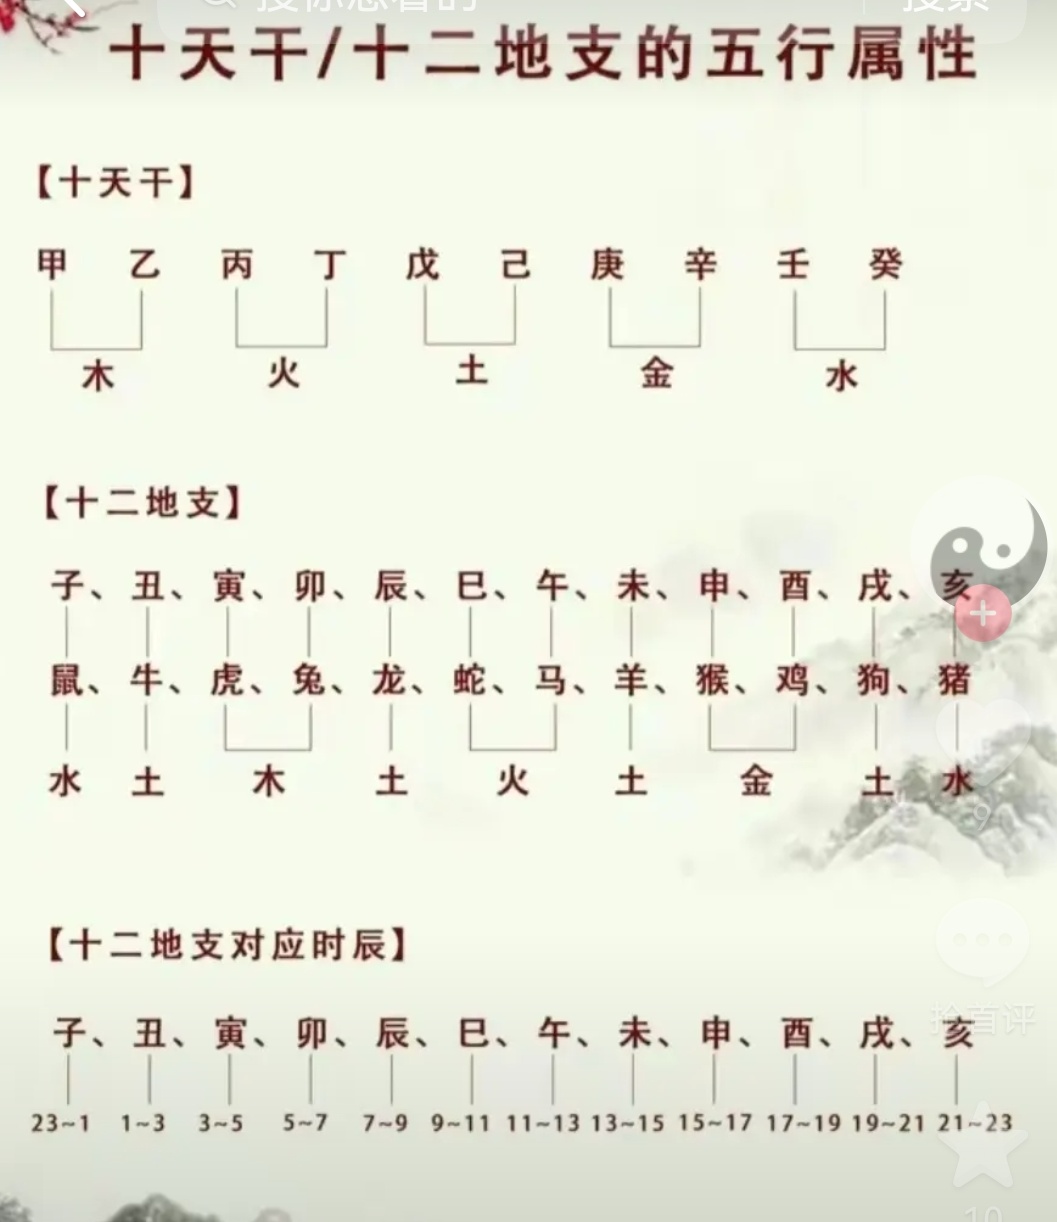 搜索
十天干/十二地支的五行属性
【十天干】
甲 乙 丙 丁 戊 己 庚 辛 壬 癸
木 火 土 金 水
【十二地支】
子、丑、寅、卯、辰、巳、午、未、申、酉、戌、亥
鼠、牛、虎、兔、龙、蛇、马、羊、猴、鸡、狗、猪
水 土 木 土 火 土 金 土 水
9
【十二地支对应时辰】
子、丑、寅、卯、辰、巳、午、未、申、酉、戌、亥
抢首评
23~1 1~3 3~5 5~7 7~9 9~11 11~13 13~15 15~17 17~19 19~21 21~23
10